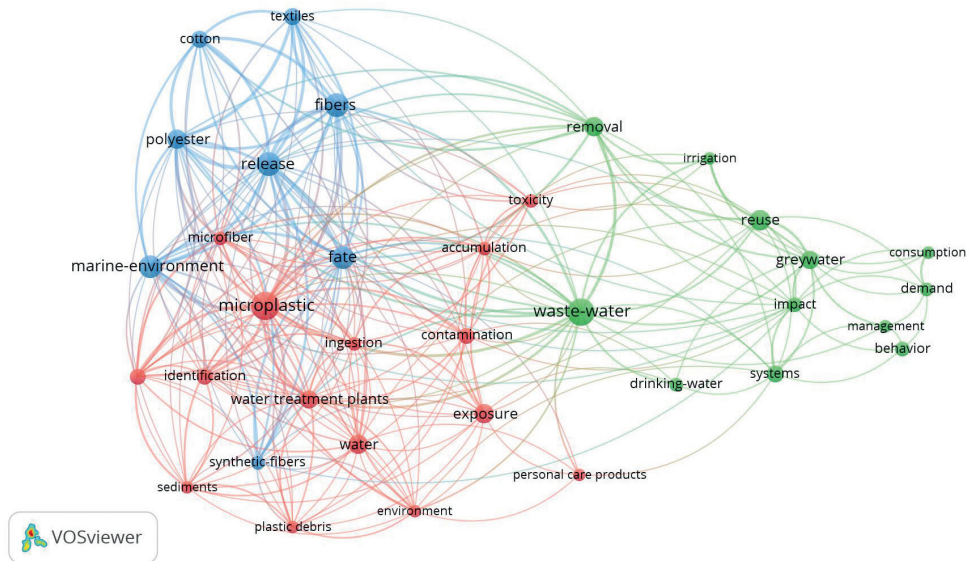 textiles
cotton
fibers
removal
polyester
irrigation
release
toxicity
reuse
microfiber
accumulation
consumption
marine-environment
fate
greywater
demand
microplastic
waste-water
impact
management
contamination
ingestion
behavior
identification
systems
drinking-water
water treatment plants
exposure
water
synthetic-fibers
personal care products
sediments
environment
plastic debris
VOSviewer